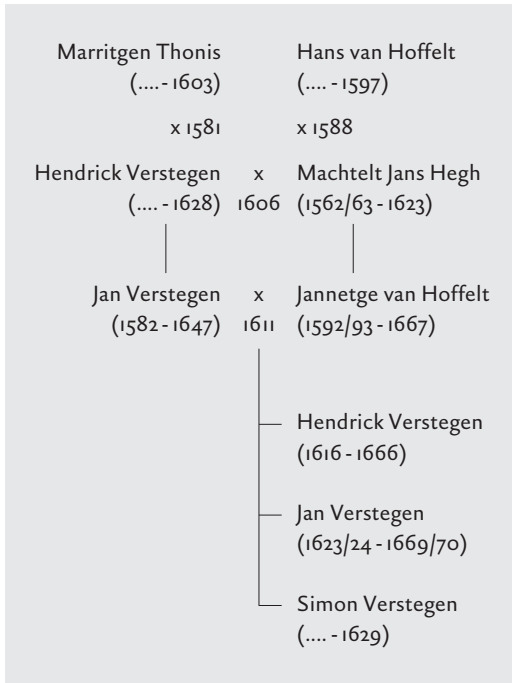 Marritgen Thonis Hans van Hoffelt
(.... - 1603) (.... - 1597)
x 1581 x 1588
Hendrick Verstegen x Machtelt Jans Hegh
(.... - 1628) 1606 (1562/63 - 1623)
Jan Verstegen x Jannetge van Hoffelt
(1582 - 1647) 1611 (1592/93 - 1667)
Hendrick Verstegen
(1616 - 1666)
Jan Verstegen
(1623/24 - 1669/70)
Simon Verstegen
(.... - 1629)